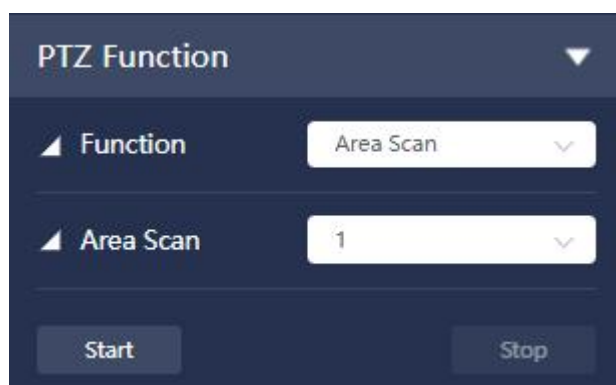 PTZ Function
Function Area Scan
Area Scan 1
Start Stop